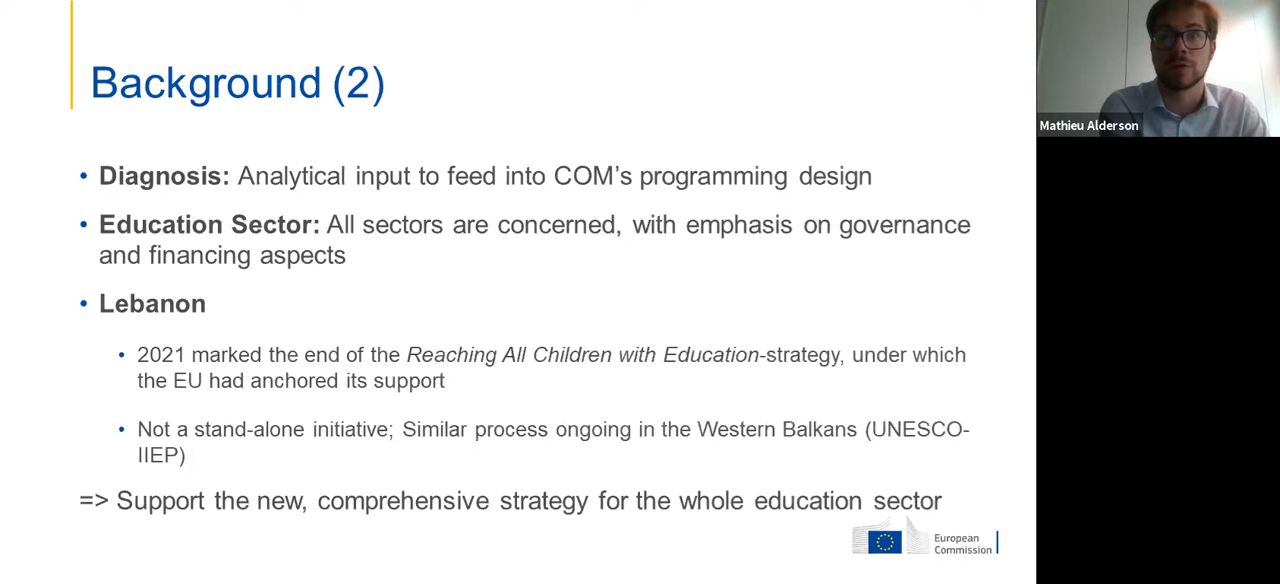 Background (2)
• Diagnosis: Analytical input to feed into COM's programming design
• Education Sector: All sectors are concerned, with emphasis on governance
and financing aspects
• Lebanon
• 2021 marked the end of the Reaching All Children with Education-strategy, under which
the EU had anchored its support
• Not a stand-alone initiative; Similar process ongoing in the Western Balkans (UNESCO-
IIEP)
=> Support the new, comprehensive strategy for the whole education sector
European
Commission
Mathieu Alderson